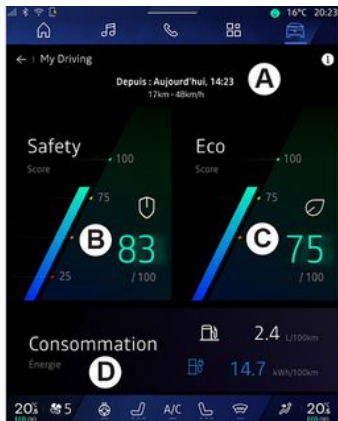 16°C 20:23
← My Driving
Depuis : Aujourd'hui, 14:23
17km - 48km/h
A
Safety
Score
100
75
B
83
25
/ 100
Eco
Score
100
75
C
75
/ 100
Consommation
Énergie
D
2.4 L/100km
14.7 kWh/100km
20
5
A/C
20